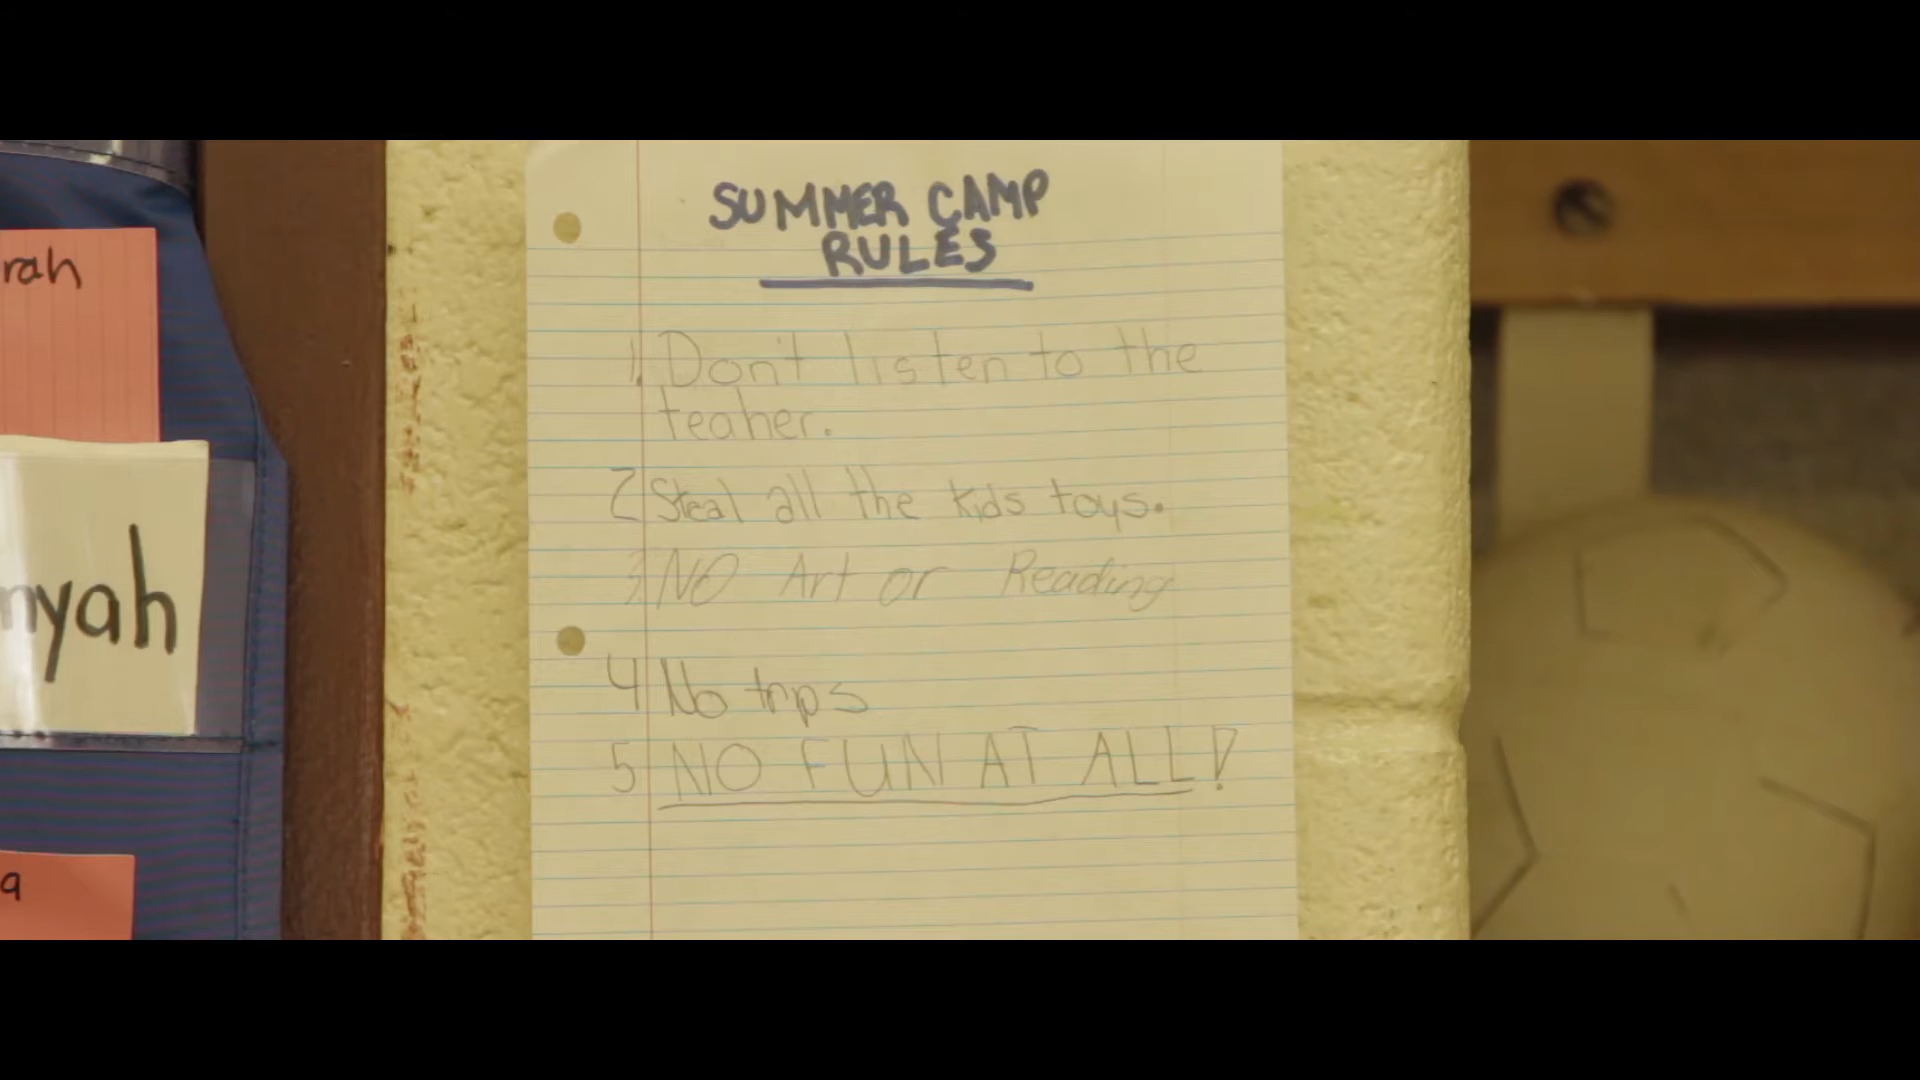 SUMMER CAMP
RULES
1. Don't listen to the
teaher.
2 Steal all the kids toys.
3. NO Art or Reading
4 No trips
5 NO FUN AT ALL!
rah
nyah
a